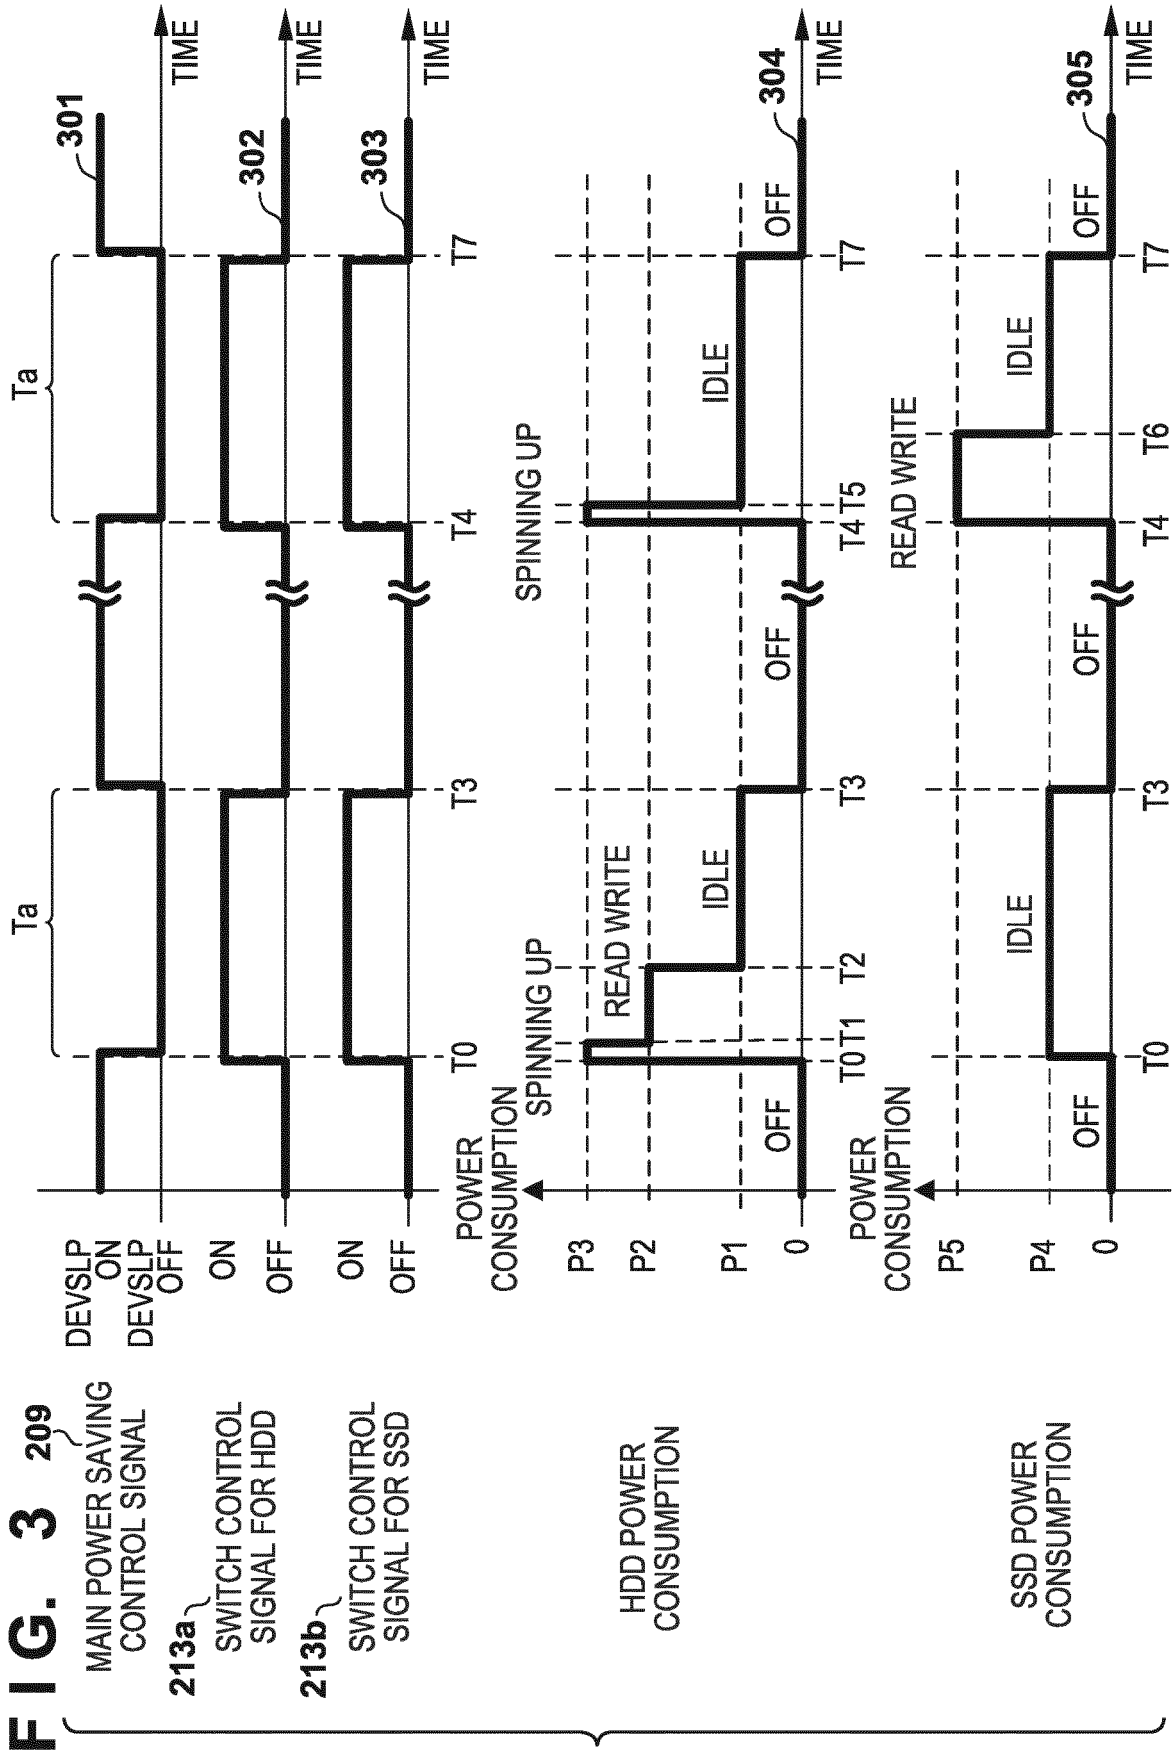 FIG. 3
209
MAIN POWER SAVING
CONTROL SIGNAL
DEVSLP
ON
DEVSLP
OFF
Ta
Ta
301
TIME
213a
SWITCH CONTROL
SIGNAL FOR HDD
ON
OFF
302
TIME
213b
SWITCH CONTROL
SIGNAL FOR SSD
ON
OFF
303
TIME
T0
T3
T4
T7
HDD POWER
CONSUMPTION
POWER
CONSUMPTION
P3
P2
P1
0
OFF
SPINNING UP
READ WRITE
IDLE
OFF
SPINNING UP
IDLE
OFF
304
TIME
T0
T1
T2
T3
T4
T5
T7
SSD POWER
CONSUMPTION
POWER
CONSUMPTION
P5
P4
0
OFF
IDLE
OFF
READ WRITE
IDLE
OFF
305
TIME
T0
T3
T4
T6
T7